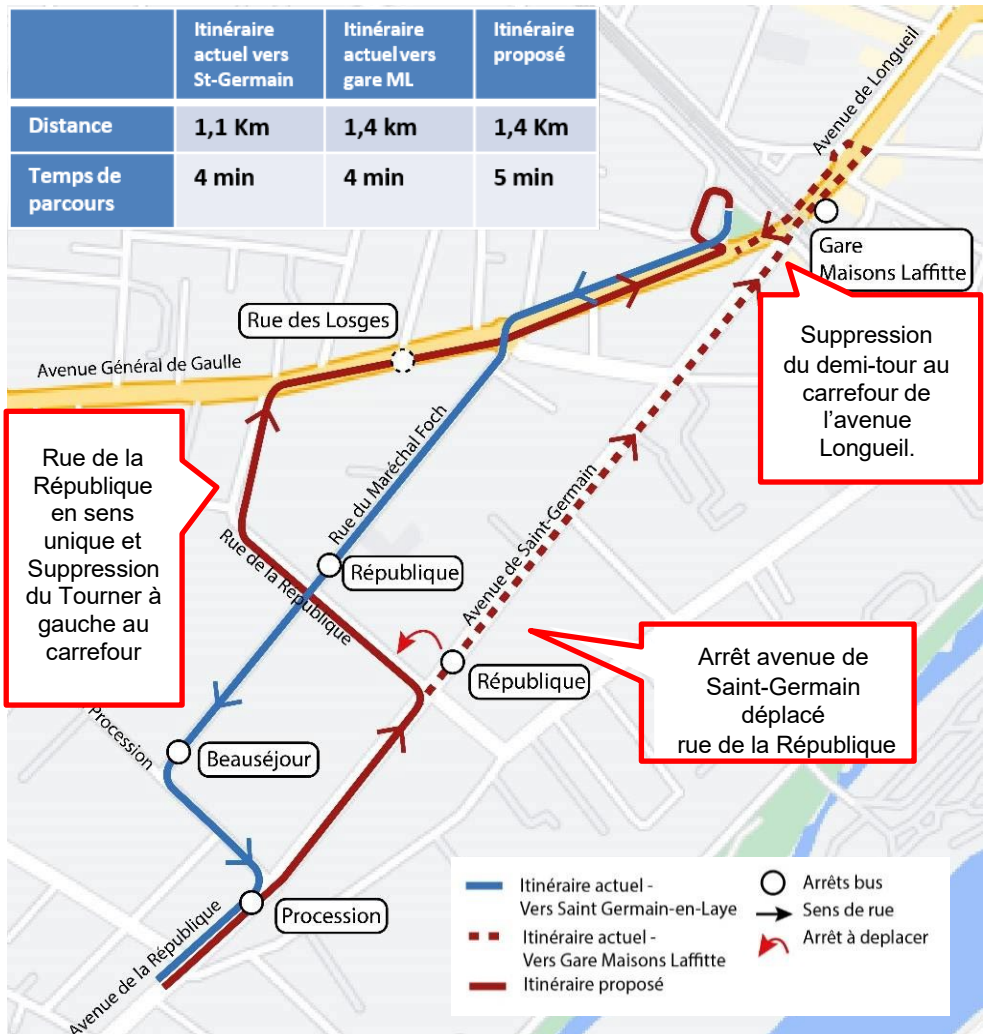 Itinéraire actuel vers St-Germain
Itinéraire actuel vers gare ML
Itinéraire proposé
Distance
1,1 Km
1,4 km
1,4 Km
Temps de parcours
4 min
4 min
5 min
Avenue de Longueil
Gare
Maisons Laffitte
Rue des Losges
Avenue Général de Gaulle
Suppression
du demi-tour au
carrefour de
l’avenue
Longueil.
Rue de la
République
en sens
unique et
Suppression
du Tourner à
gauche au
carrefour
Rue du Maréchal Foch
Avenue de Saint-Germain
Rue de la République
République
République
Arrêt avenue de
Saint-Germain
déplacé
rue de la République
Procession
Beauséjour
Procession
Avenue de la République
Itinéraire actuel -
Vers Saint Germain-en-Laye
Itinéraire actuel -
Vers Gare Maisons Laffitte
Itinéraire proposé
Arrêts bus
Sens de rue
Arrêt à deplacer